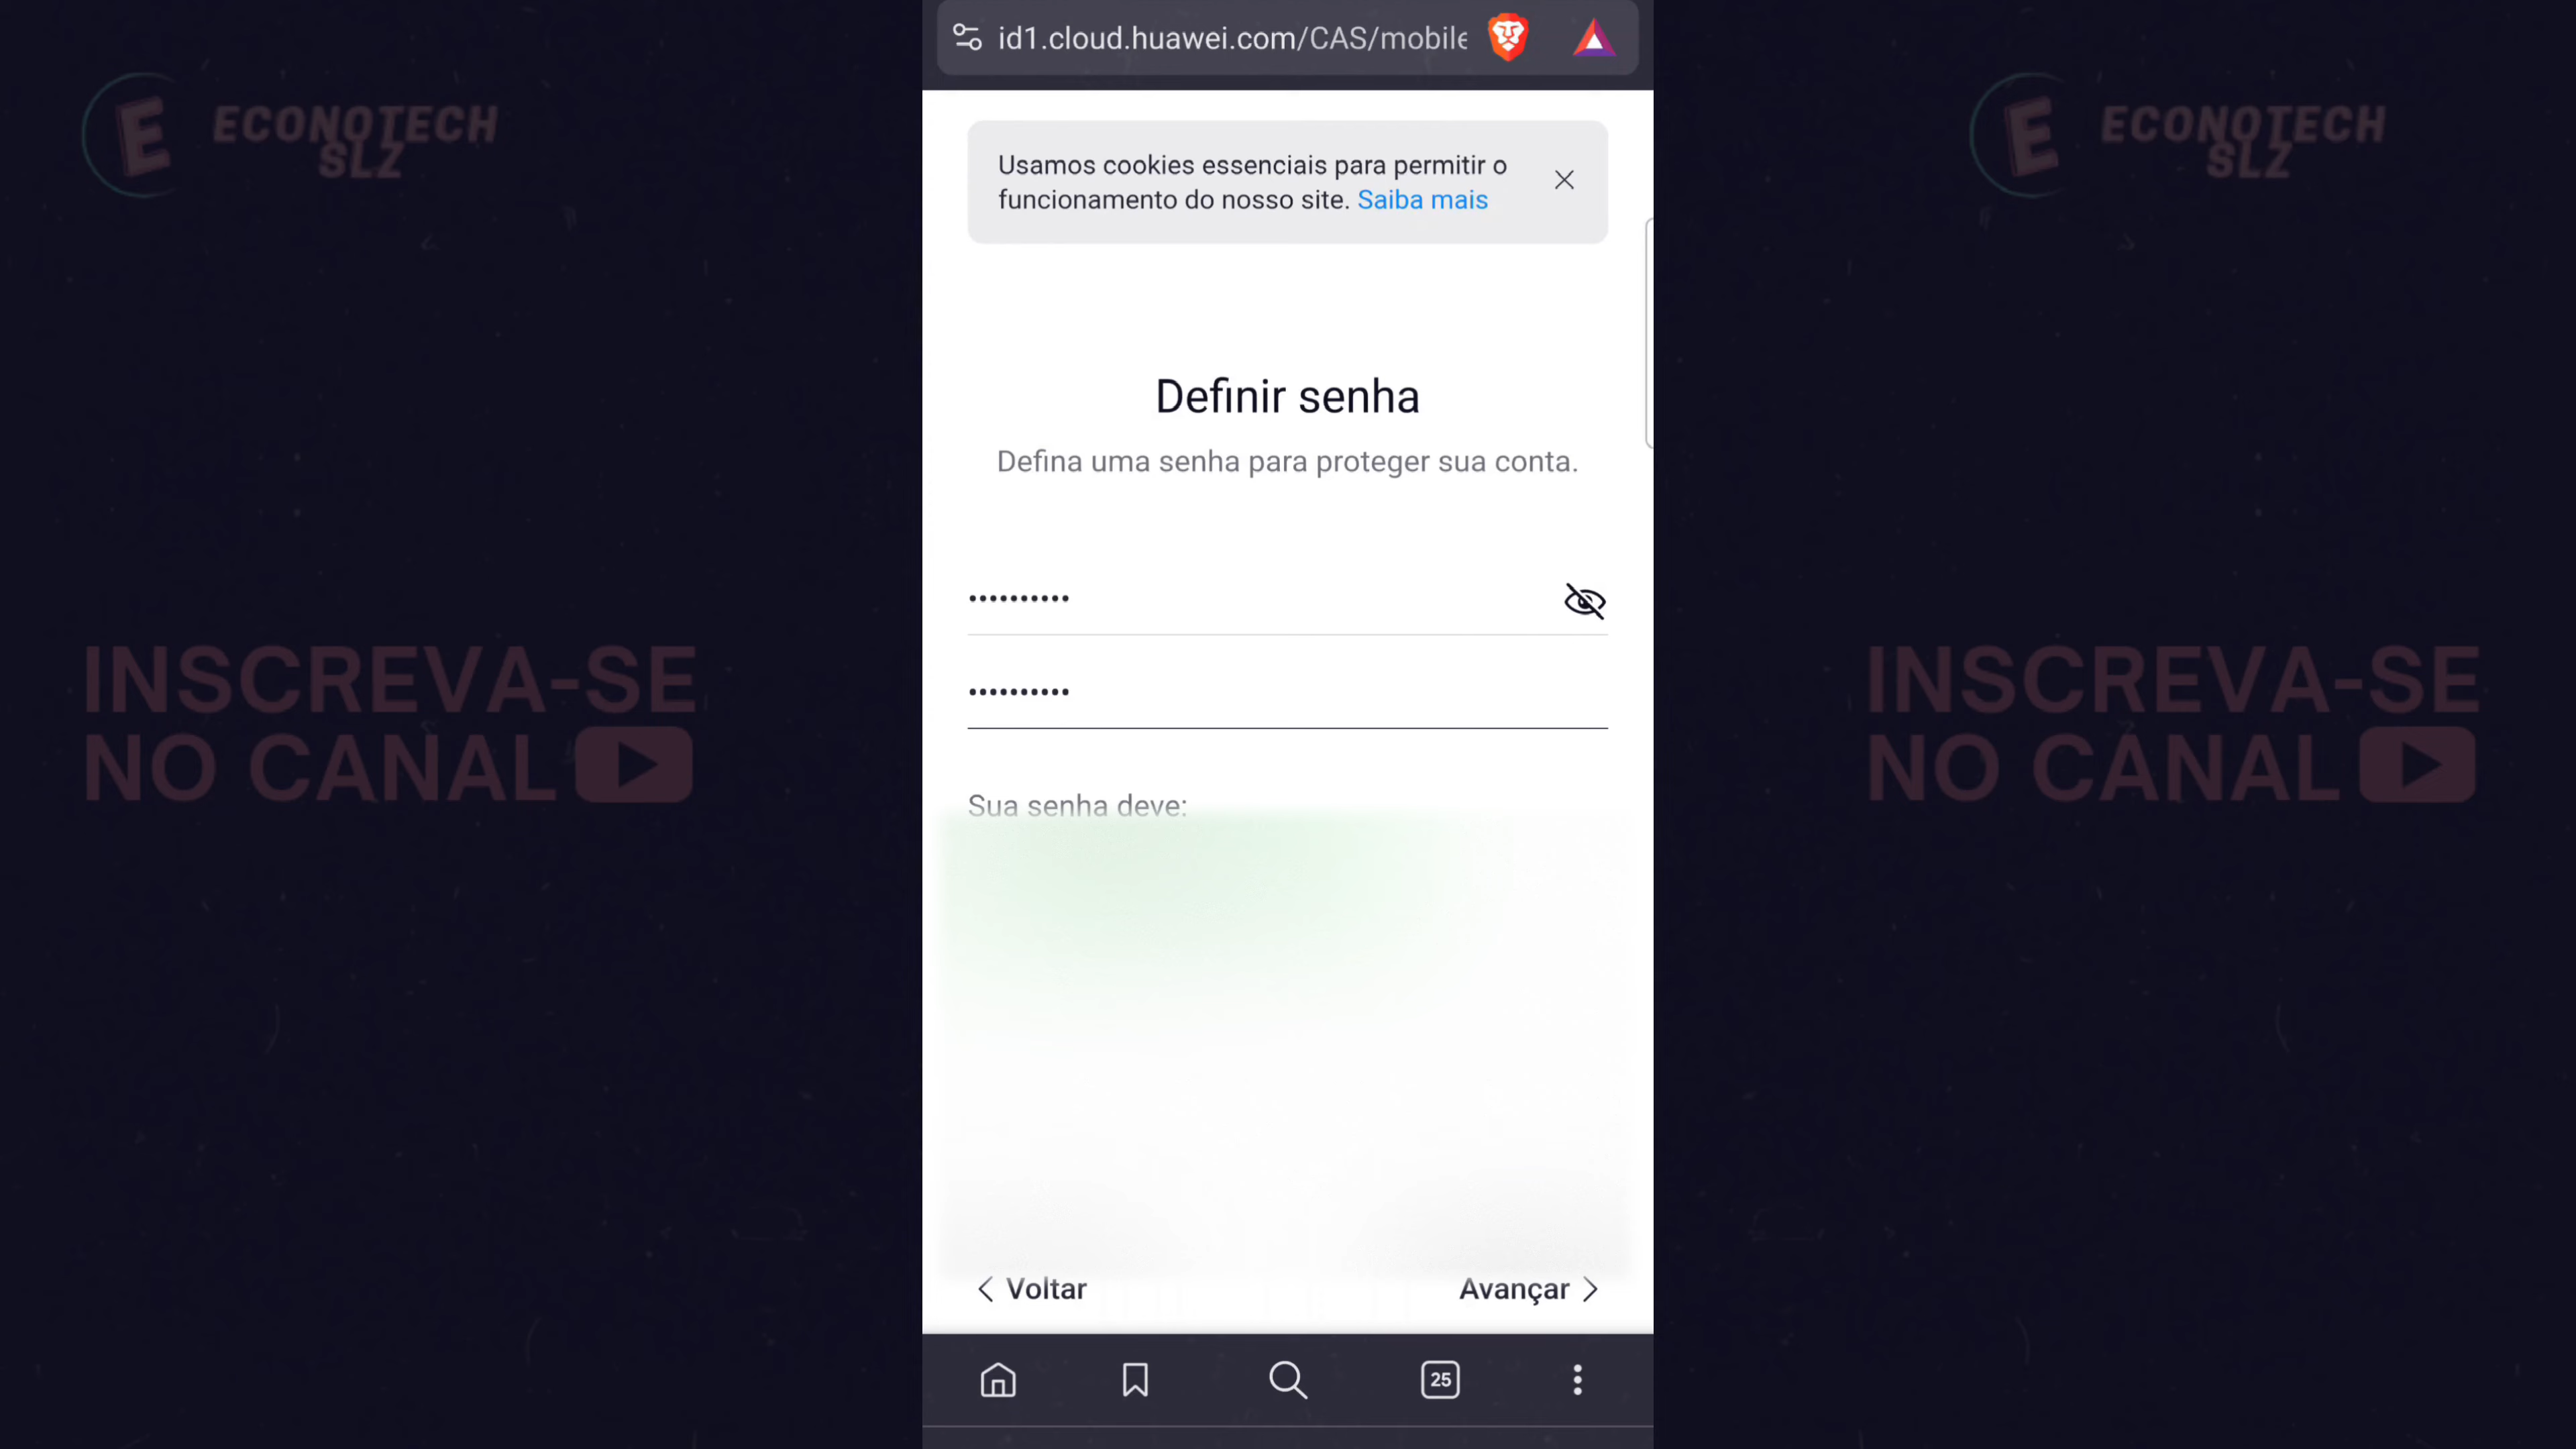 id1.cloud.huawei.com/CAS/mobile
ECONOTECH
SLZ
ECONOTECH
SLZ
Usamos cookies essenciais para permitir o
funcionamento do nosso site. Saiba mais
Definir senha
Defina uma senha para proteger sua conta.
••••••••••
••••••••••
INSCREVA-SE
NO CANAL
INSCREVA-SE
NO CANAL
Sua senha deve:
Voltar
Avançar
25